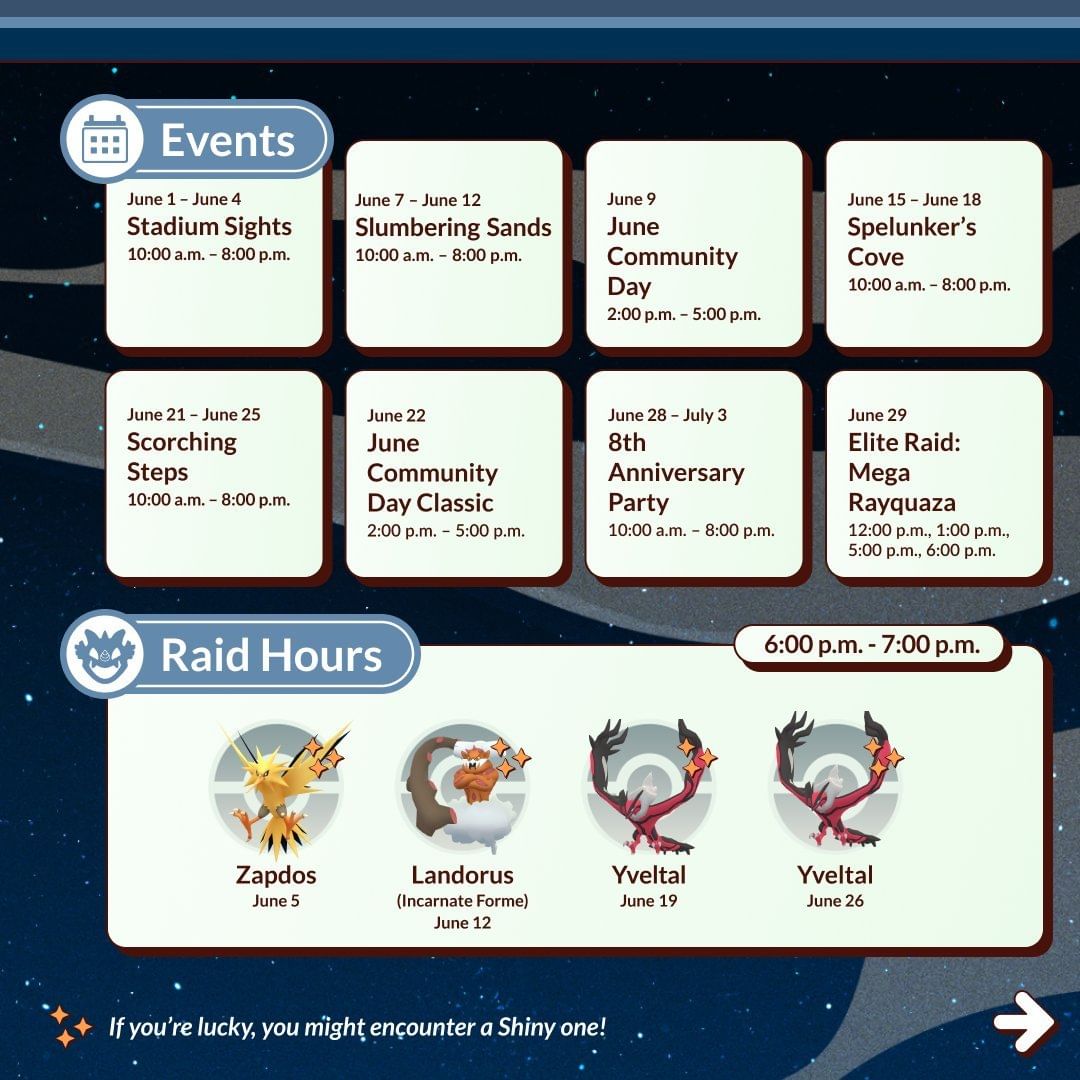 Events
June 1 – June 4
Stadium Sights
10:00 a.m. – 8:00 p.m.
June 7 – June 12
Slumbering Sands
10:00 a.m. – 8:00 p.m.
June 9
June
Community
Day
2:00 p.m. – 5:00 p.m.
June 15 – June 18
Spelunker’s
Cove
10:00 a.m. – 8:00 p.m.
June 21 – June 25
Scorching
Steps
10:00 a.m. – 8:00 p.m.
June 22
June
Community
Day Classic
2:00 p.m. – 5:00 p.m.
June 28 – July 3
8th
Anniversary
Party
10:00 a.m. – 8:00 p.m.
June 29
Elite Raid:
Mega
Rayquaza
12:00 p.m., 1:00 p.m.,
5:00 p.m., 6:00 p.m.
Raid Hours
6:00 p.m. - 7:00 p.m.
Zapdos
June 5
Landorus
(Incarnate Forme)
June 12
Yveltal
June 19
Yveltal
June 26
If you’re lucky, you might encounter a Shiny one!